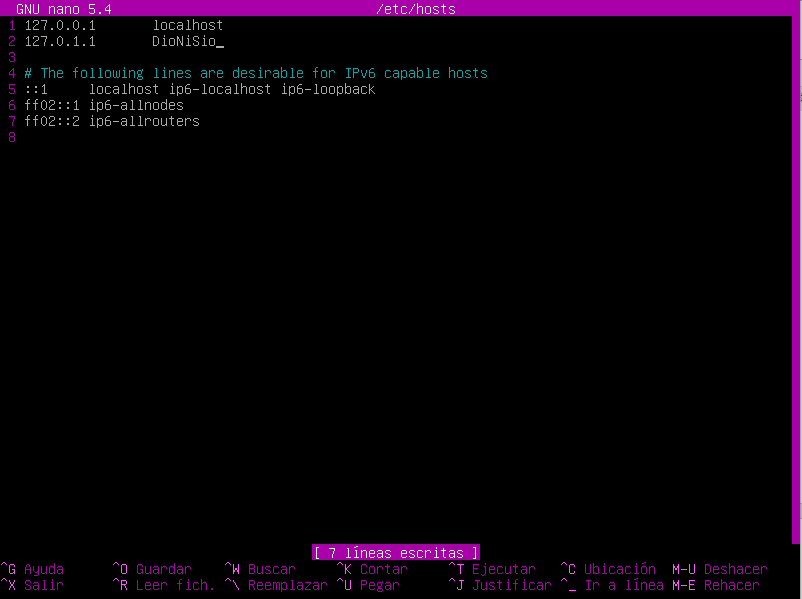 GNU nano 5.4 /etc/hosts
1 127.0.0.1 localhost
2 127.0.1.1 DioNiSio_
3
4 # The following lines are desirable for IPv6 capable hosts
5 ::1 localhost ip6-localhost ip6-loopback
6 ff02::1 ip6-allnodes
7 ff02::2 ip6-allrouters
8
[ 7 líneas escritas ]
^G Ayuda ^O Guardar ^W Buscar ^K Cortar ^T Ejecutar ^C Ubicación M-U Deshacer
^X Salir ^R Leer fich. ^\ Reemplazar ^U Pegar ^J Justificar ^_ Ir a línea M-E Rehacer